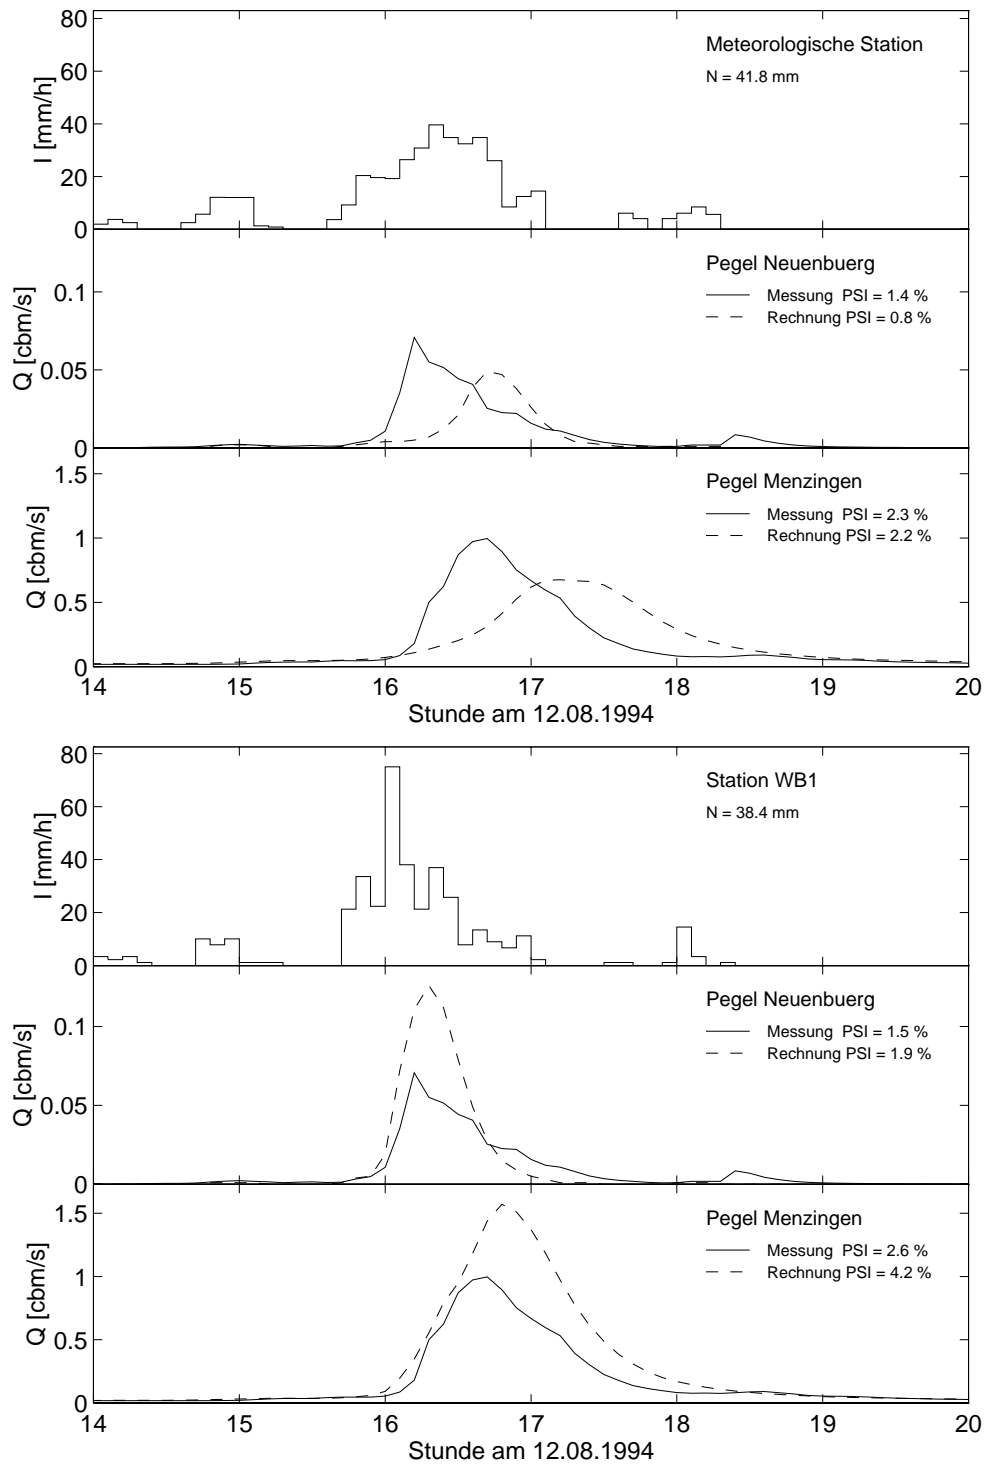 80
60
40
20
0
I [mm/h]
Meteorologische Station
N = 41.8 mm
0.1
0.05
0
Q [cbm/s]
Pegel Neuenbuerg
Messung PSI = 1.4 %
Rechnung PSI = 0.8 %
1.5
1
0.5
0
Q [cbm/s]
Pegel Menzingen
Messung PSI = 2.3 %
Rechnung PSI = 2.2 %
14 15 16 17 18 19 20
Stunde am 12.08.1994
80
60
40
20
0
I [mm/h]
Station WB1
N = 38.4 mm
0.1
0.05
0
Q [cbm/s]
Pegel Neuenbuerg
Messung PSI = 1.5 %
Rechnung PSI = 1.9 %
1.5
1
0.5
0
Q [cbm/s]
Pegel Menzingen
Messung PSI = 2.6 %
Rechnung PSI = 4.2 %
14 15 16 17 18 19 20
Stunde am 12.08.1994